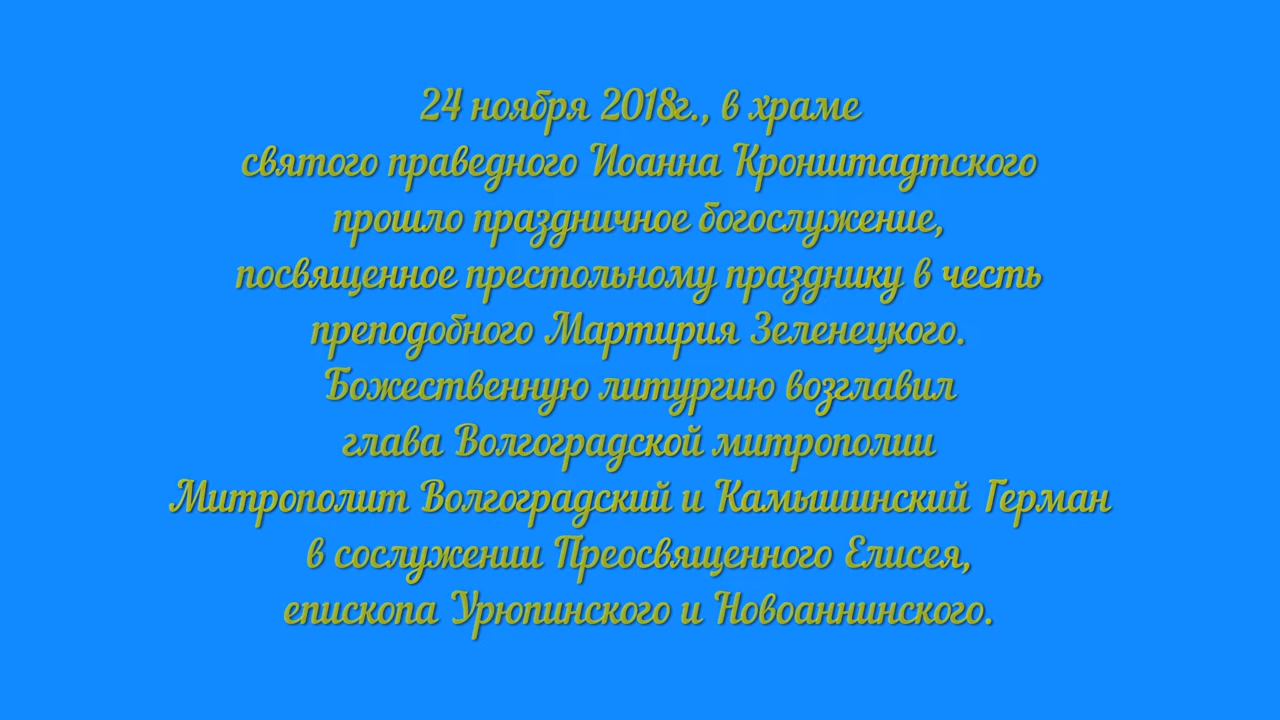 24 ноября 2018г., в храме
святого праведного Иоанна Кронштадтского
прошло праздничное богослужение,
посвященное престольному празднику в честь
преподобного Мартирия Зеленецкого.
Божественную литургию возглавил
глава Волгоградской митрополии
Митрополит Волгоградский и Камышинский Герман
в сослужении Преосвященного Елисея,
епископа Урюпинского и Новоаннинского.